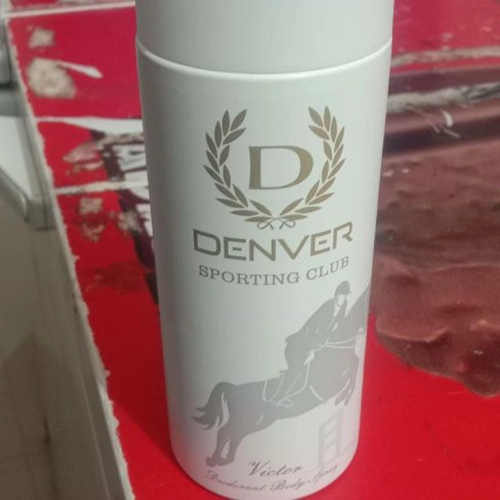 D
DENVER
SPORTING CLUB
Victor
Deodorant Body Spray